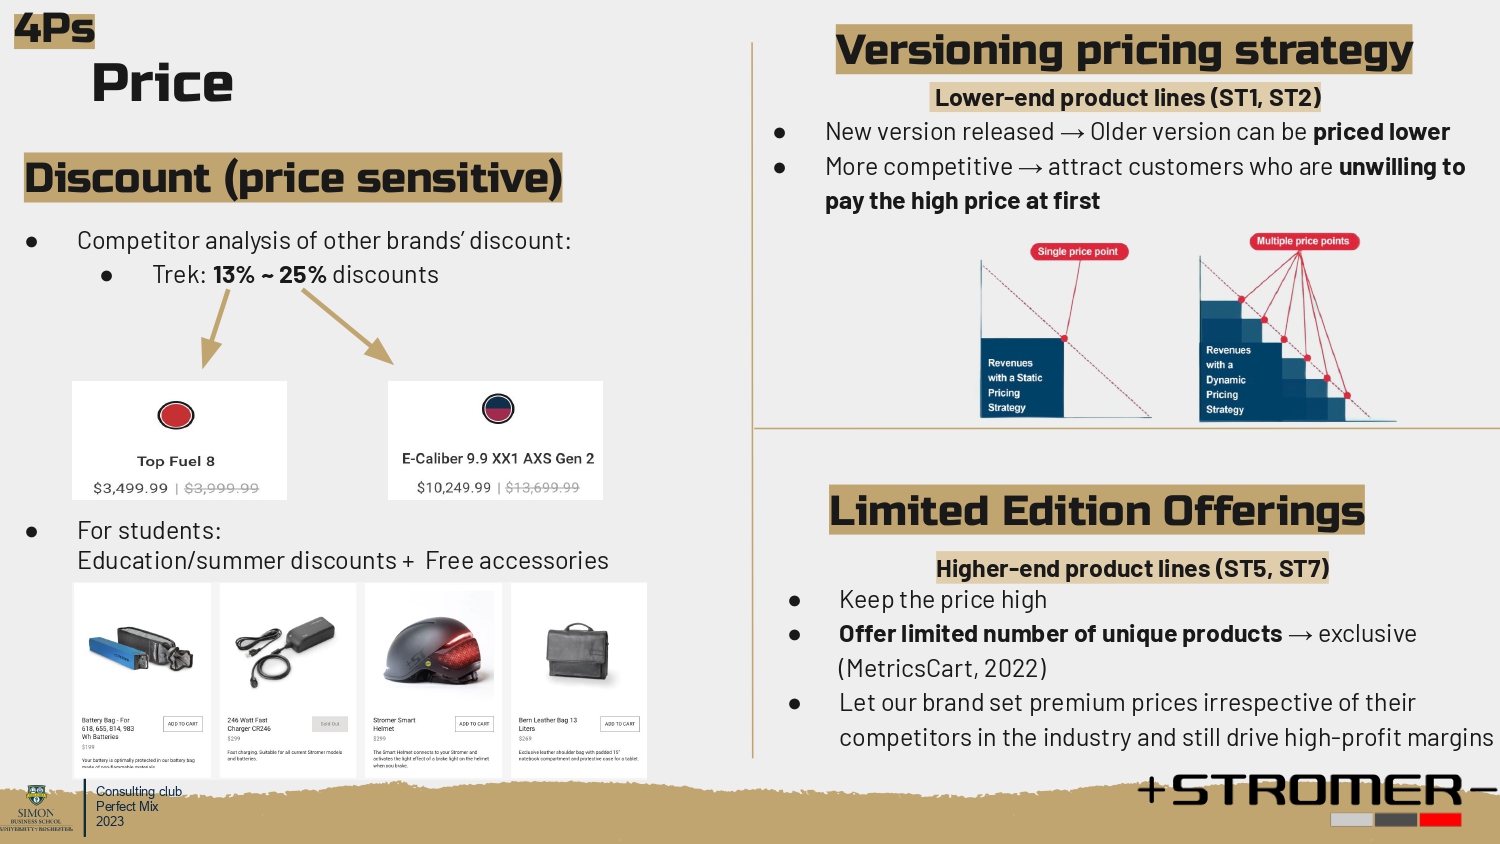 4Ps
Price
Discount (price sensitive)
● Competitor analysis of other brands’ discount:
● Trek: 13% ~ 25% discounts
Top Fuel 8
$3,499.99 | $3,999.99
E-Caliber 9.9 XX1 AXS Gen 2
$10,249.99 | $13,699.99
● For students:
Education/summer discounts + Free accessories
Battery Bag - For
618, 655, 814, 983
Wh Batteries
ADD TO CART
$199
Your battery is optimally protected in our battery bag
made of non-flammable materials.
246 Watt Fast
Charger CR246
Sold Out
$299
Fast charging. Suitable for all current Stromer models
and batteries.
Stromer Smart
Helmet
ADD TO CART
$299
The Smart Helmet connects to your Stromer and
activates the light effect of a brake light on the helmet
when you brake.
Bern Leather Bag 13
Liters
ADD TO CART
$269
Exclusive leather shoulder bag with padded 15"
notebook compartment and protective case for a tablet.
Versioning pricing strategy
Lower-end product lines (ST1, ST2)
● New version released → Older version can be priced lower
● More competitive → attract customers who are unwilling to
pay the high price at first
Single price point
Revenues
with a Static
Pricing
Strategy
Multiple price points
Revenues
with a
Dynamic
Pricing
Strategy
Limited Edition Offerings
Higher-end product lines (ST5, ST7)
● Keep the price high
● Offer limited number of unique products → exclusive
(MetricsCart, 2022)
● Let our brand set premium prices irrespective of their
competitors in the industry and still drive high-profit margins
SIMON
BUSINESS SCHOOL
UNIVERSITY of ROCHESTER
Consulting club
Perfect Mix
2023
+STROMER–